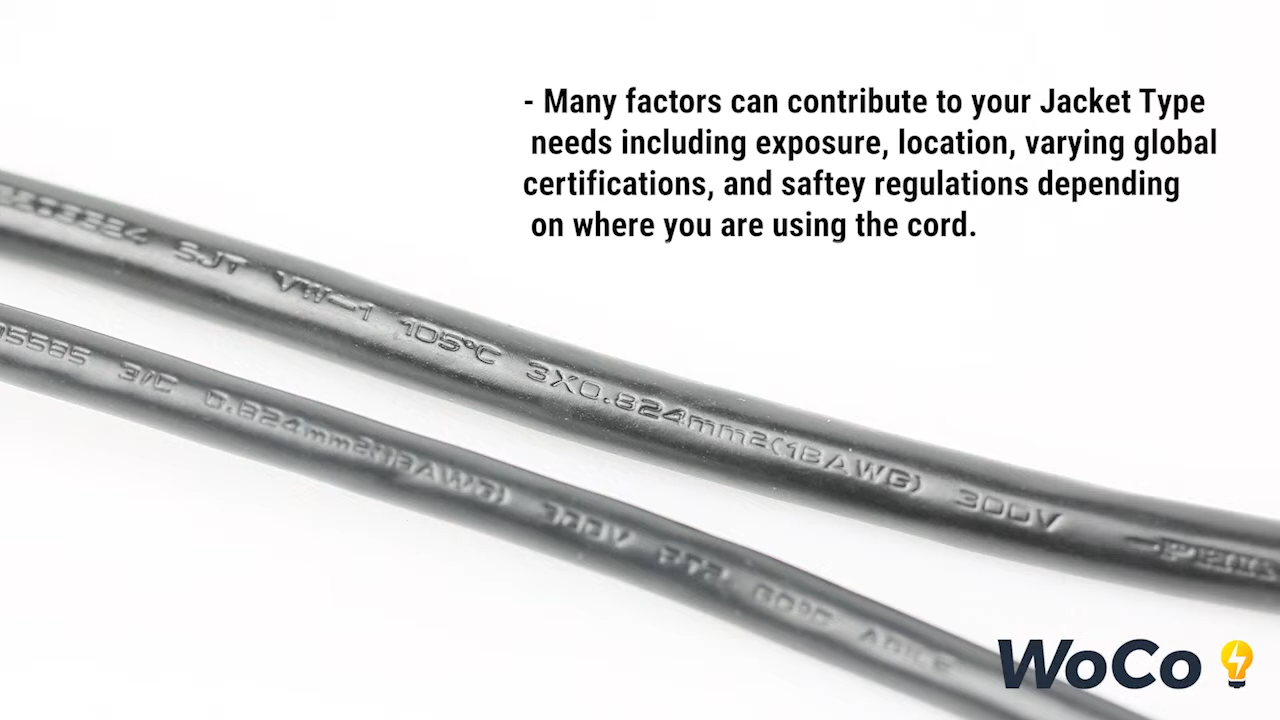 - Many factors can contribute to your Jacket Type
needs including exposure, location, varying global
certifications, and saftey regulations depending
on where you are using the cord.
SJT VW-1 105°C 3X0.824mm2(18AWG) 300V
3/C 0.824mm2(18AWG)
WoCo